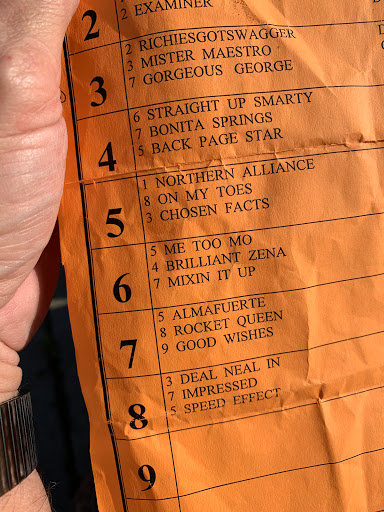 2
2 EXAMINER
3
2 RICHIESGOTSWAGGER
3 MISTER MAESTRO
7 GORGEOUS GEORGE
4
6 STRAIGHT UP SMARTY
7 BONITA SPRINGS
5 BACK PAGE STAR
5
1 NORTHERN ALLIANCE
8 ON MY TOES
3 CHOSEN FACTS
6
5 ME TOO MO
4 BRILLIANT ZENA
7 MIXIN IT UP
7
5 ALMAFUERTE
8 ROCKET QUEEN
9 GOOD WISHES
8
3 DEAL NEAL IN
7 IMPRESSED
5 SPEED EFFECT
9